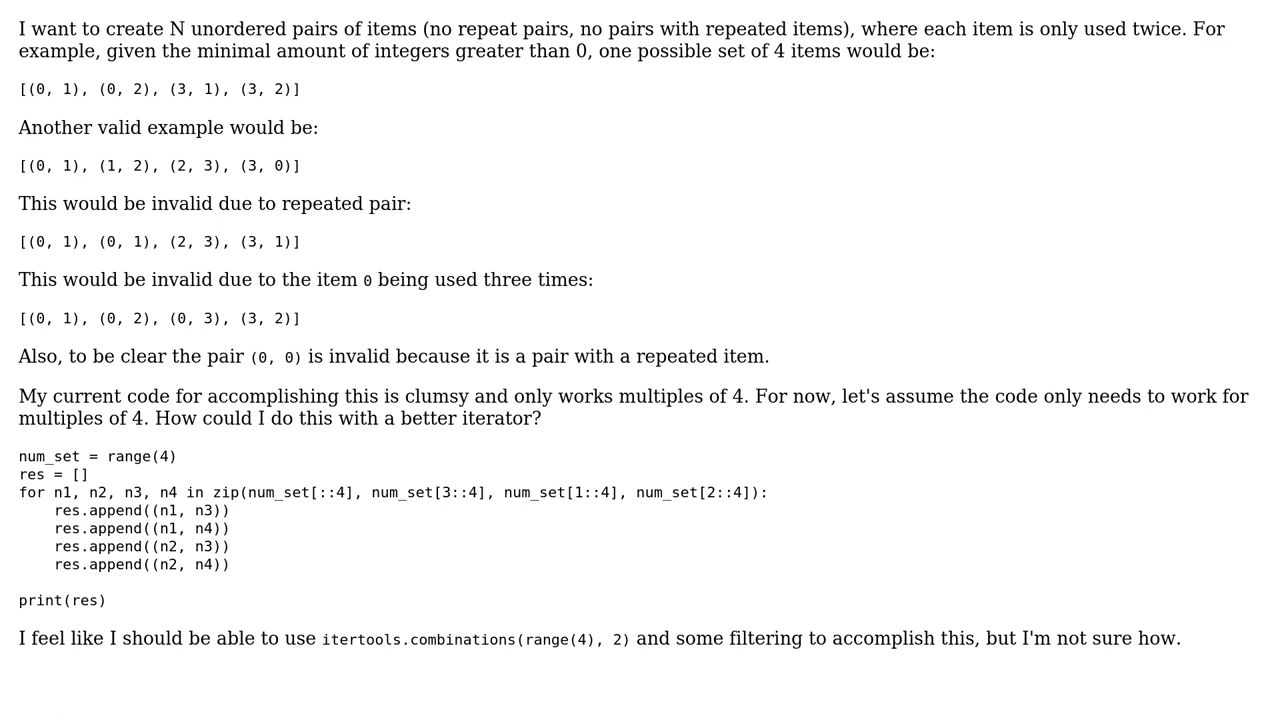 I want to create N unordered pairs of items (no repeat pairs, no pairs with repeated items), where each item is only used twice. For
example, given the minimal amount of integers greater than 0, one possible set of 4 items would be:
[(0, 1), (0, 2), (3, 1), (3, 2)]
Another valid example would be:
[(0, 1), (1, 2), (2, 3), (3, 0)]
This would be invalid due to repeated pair:
[(0, 1), (0, 1), (2, 3), (3, 1)]
This would be invalid due to the item 0 being used three times:
[(0, 1), (0, 2), (0, 3), (3, 2)]
Also, to be clear the pair (0, 0) is invalid because it is a pair with a repeated item.
My current code for accomplishing this is clumsy and only works multiples of 4. For now, let's assume the code only needs to work for
multiples of 4. How could I do this with a better iterator?
num_set = range(4)
res = []
for n1, n2, n3, n4 in zip(num_set[::4], num_set[3::4], num_set[1::4], num_set[2::4]):
    res.append((n1, n3))
    res.append((n1, n4))
    res.append((n2, n3))
    res.append((n2, n4))
print(res)
I feel like I should be able to use itertools.combinations(range(4), 2) and some filtering to accomplish this, but I'm not sure how.